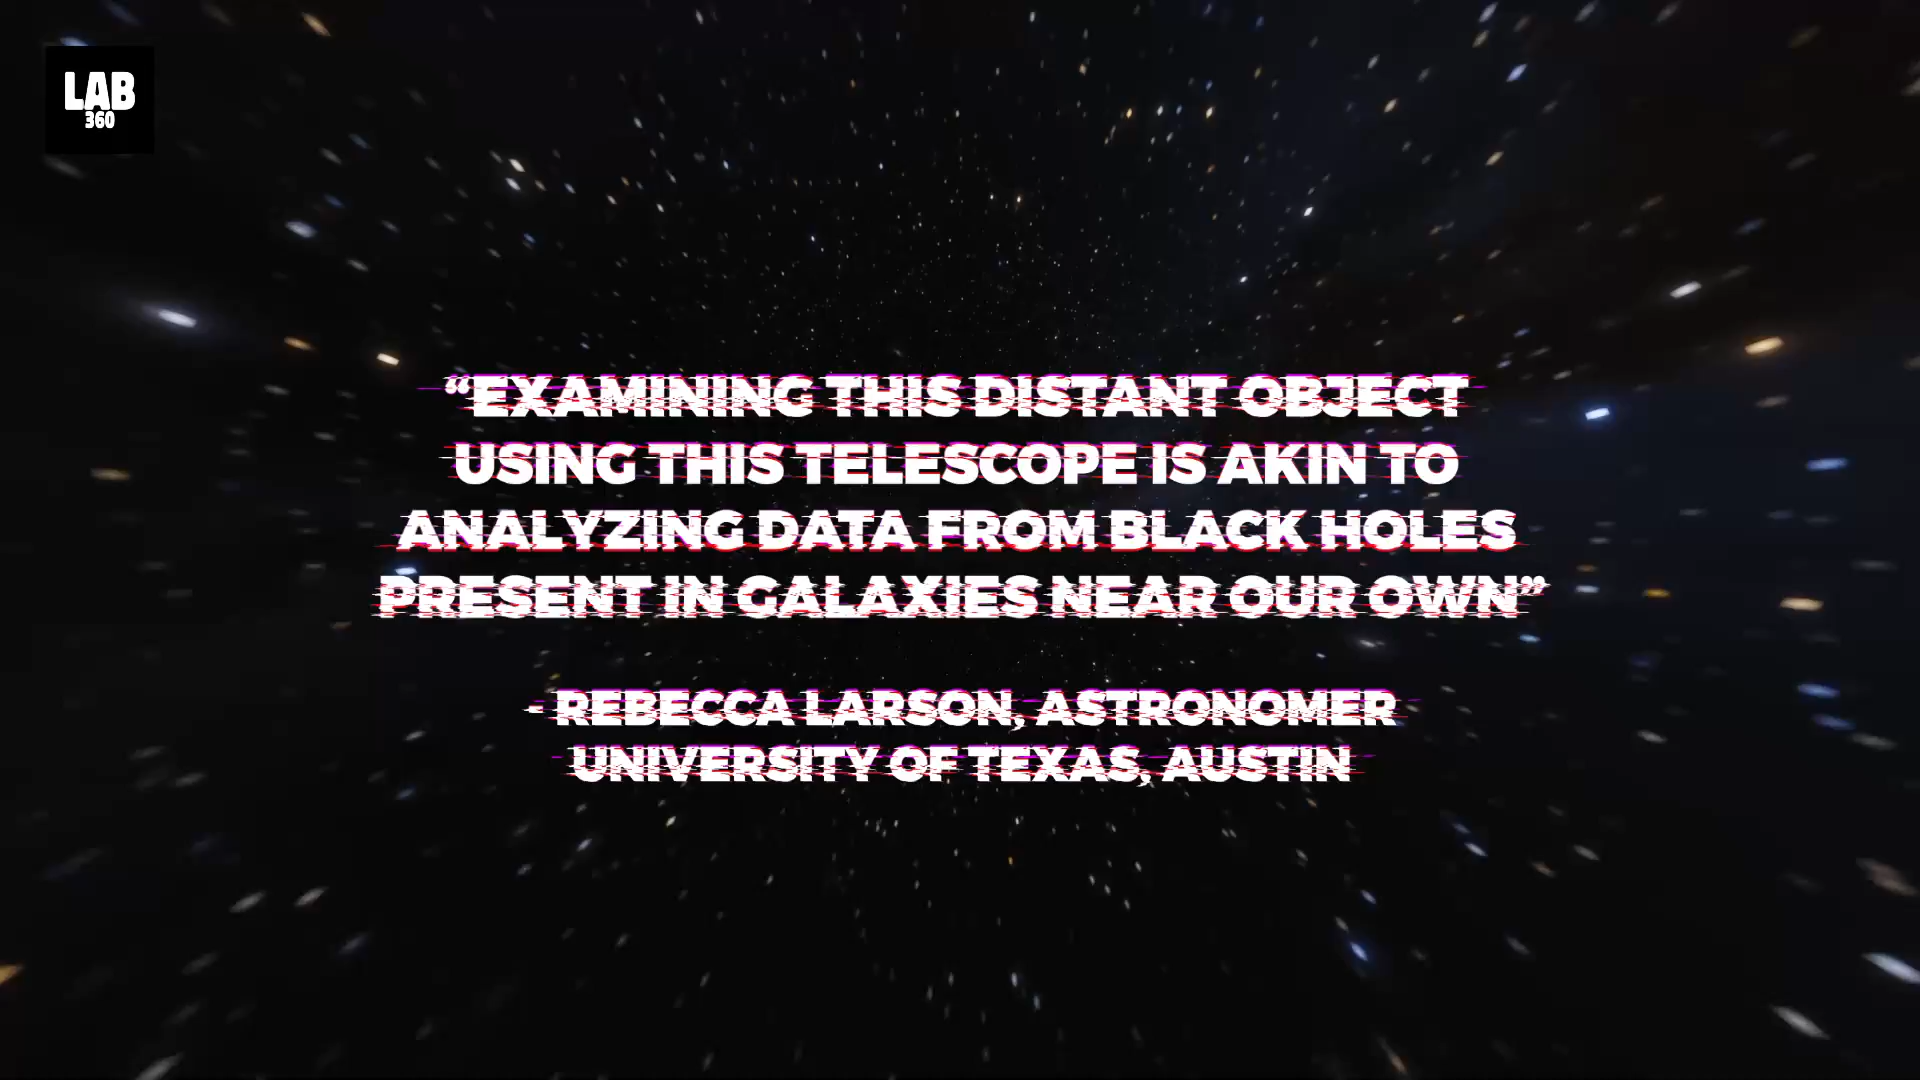 LAB
360
“EXAMINING THIS DISTANT OBJECT
USING THIS TELESCOPE IS AKIN TO
ANALYZING DATA FROM BLACK HOLES
PRESENT IN GALAXIES NEAR OUR OWN”
- REBECCA LARSON, ASTRONOMER
UNIVERSITY OF TEXAS, AUSTIN